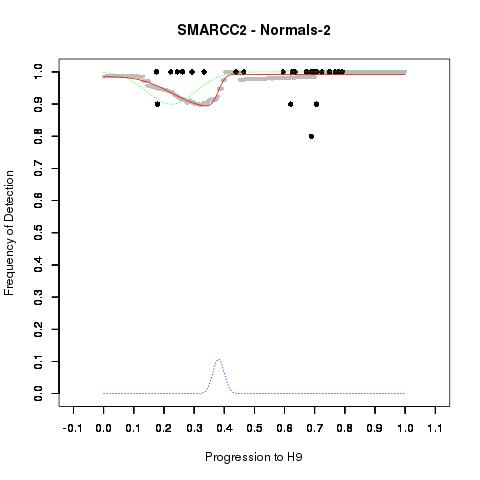 SMARCC2 - Normals-2
Frequency of Detection
1.0
0.9
0.8
0.7
0.6
0.5
0.4
0.3
0.2
0.1
0.0
-0.1 0.0 0.1 0.2 0.3 0.4 0.5 0.6 0.7 0.8 0.9 1.0 1.1
Progression to H9